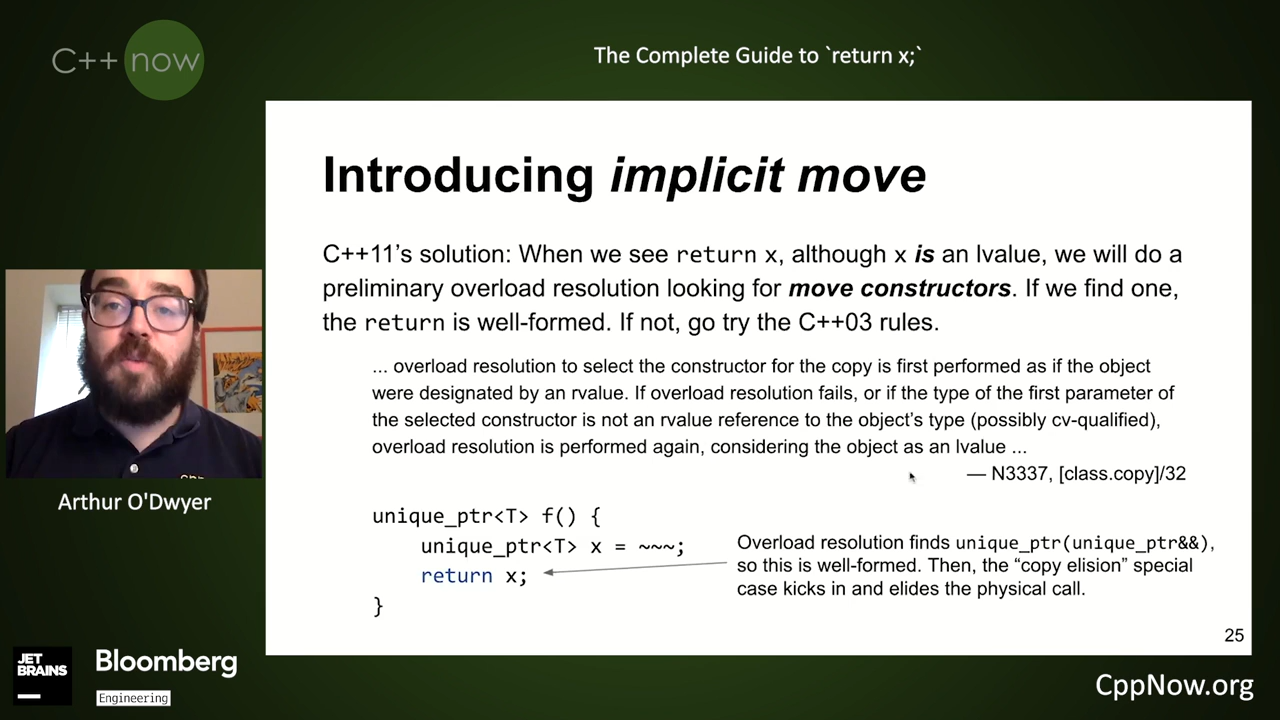 C++ now
The Complete Guide to `return x;`
Introducing implicit move
C++11’s solution: When we see return x, although x is an lvalue, we will do a
preliminary overload resolution looking for move constructors. If we find one,
the return is well-formed. If not, go try the C++03 rules.
... overload resolution to select the constructor for the copy is first performed as if the object
were designated by an rvalue. If overload resolution fails, or if the type of the first parameter of
the selected constructor is not an rvalue reference to the object’s type (possibly cv-qualified),
overload resolution is performed again, considering the object as an lvalue ...
— N3337, [class.copy]/32
unique_ptr<T> f() {
unique_ptr<T> x = ~~~;
return x;
}
Overload resolution finds unique_ptr(unique_ptr&&),
so this is well-formed. Then, the “copy elision” special
case kicks in and elides the physical call.
25
Arthur O'Dwyer
JET
BRAINS
Bloomberg
Engineering
CppNow.org